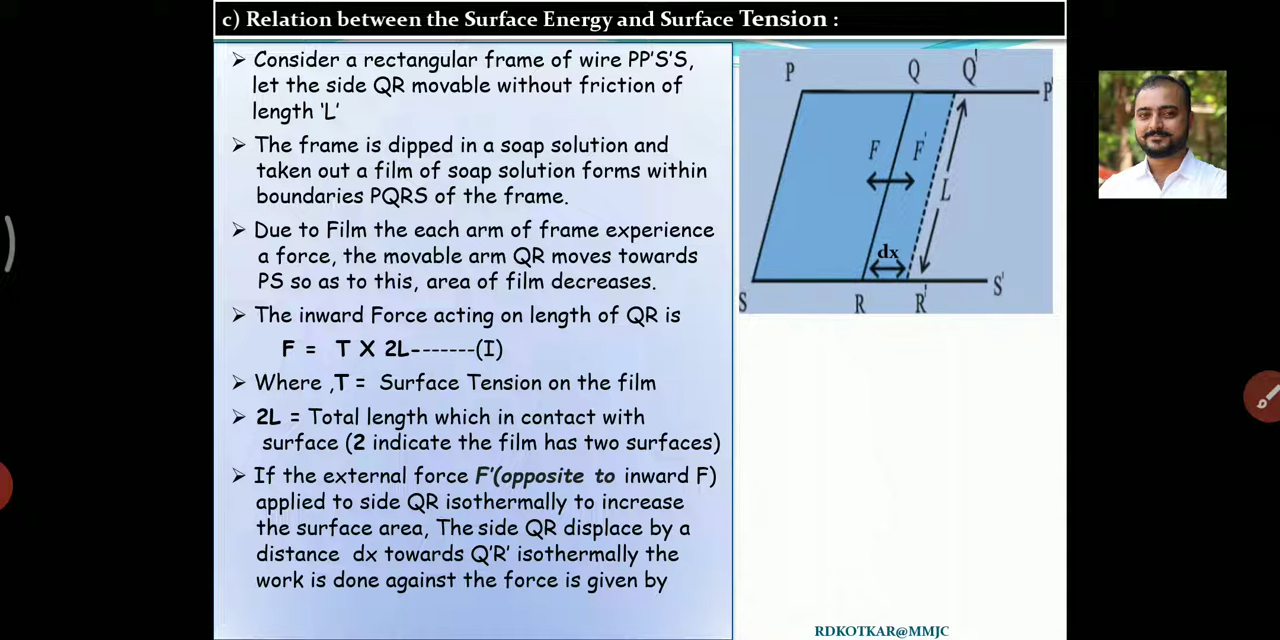 c) Relation between the Surface Energy and Surface Tension :
➢ Consider a rectangular frame of wire PP'S'S,
let the side QR movable without friction of
length 'L'
➢ The frame is dipped in a soap solution and
taken out a film of soap solution forms within
boundaries PQRS of the frame.
➢ Due to Film the each arm of frame experience
a force, the movable arm QR moves towards
PS so as to this, area of film decreases.
➢ The inward Force acting on length of QR is
F = T X 2L-------(I)
➢ Where ,T = Surface Tension on the film
➢ 2L = Total length which in contact with
surface (2 indicate the film has two surfaces)
➢ If the external force F'(opposite to inward F)
applied to side QR isothermally to increase
the surface area, The side QR displace by a
distance dx towards Q'R' isothermally the
work is done against the force is given by
P Q Q' P'
F F'
L
dx
S R R' S'
RDKOTKAR@MMJC